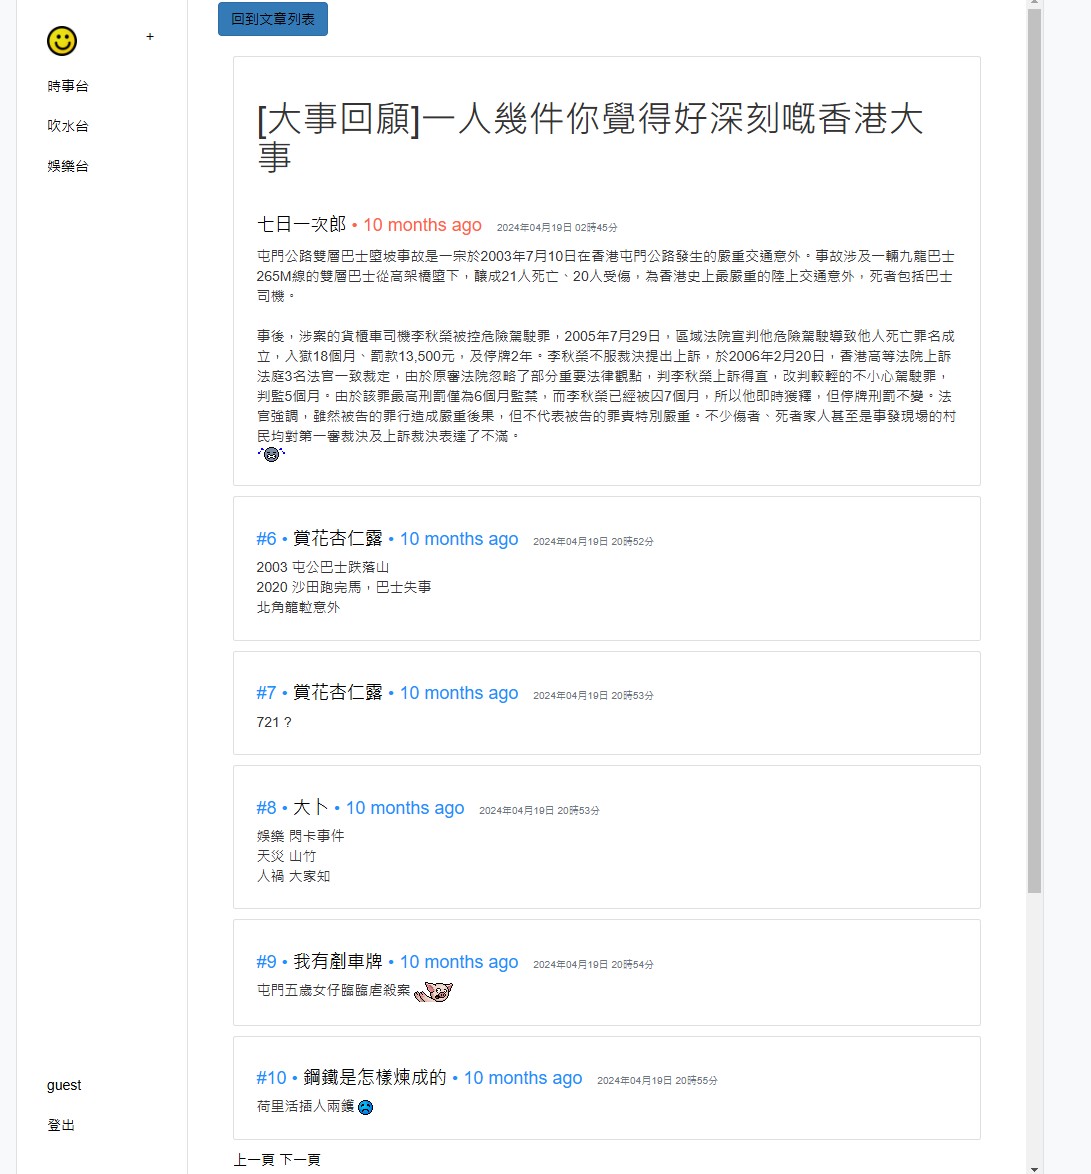 回到文章列表
+
時事台
吹水台
娛樂台
[大事回顧]一人幾件你覺得好深刻嘅香港大
事
七日一次郎 • 10 months ago 2024年04月19日 02時45分
屯門公路雙層巴士墮坡事故是一宗於2003年7月10日在香港屯門公路發生的嚴重交通意外。事故涉及一輛九龍巴士
265M線的雙層巴士從高架橋墮下，釀成21人死亡、20人受傷，為香港史上最嚴重的陸上交通意外，死者包括巴士
司機。
事後，涉案的貨櫃車司機李秋榮被控危險駕駛罪，2005年7月29日，區域法院宣判他危險駕駛導致他人死亡罪名成
立，入獄18個月、罰款13,500元，及停牌2年。李秋榮不服裁決提出上訴，於2006年2月20日，香港高等法院上訴
法庭3名法官一致裁定，由於原審法院忽略了部分重要法律觀點，判李秋榮上訴得直，改判較輕的不小心駕駛罪，
判監5個月。由於該罪最高刑罰僅為6個月監禁，而李秋榮已經被囚7個月，所以他即時獲釋，但停牌刑罰不變。法
官強調，雖然被告的罪行造成嚴重後果，但不代表被告的罪責特別嚴重。不少傷者、死者家人甚至是事發現場的村
民均對第一審裁決及上訴裁決表達了不滿。
#6 • 賞花杏仁露 • 10 months ago 2024年04月19日 20時52分
2003 屯公巴士跌落山
2020 沙田跑完馬，巴士失事
北角籠𨋢意外
#7 • 賞花杏仁露 • 10 months ago 2024年04月19日 20時53分
721 ?
#8 • 大卜 • 10 months ago 2024年04月19日 20時53分
娛樂 閃卡事件
天災 山竹
人禍 大家知
#9 • 我有剷車牌 • 10 months ago 2024年04月19日 20時54分
屯門五歲女仔臨臨虐殺案
#10 • 鋼鐵是怎樣煉成的 • 10 months ago 2024年04月19日 20時55分
荷里活插人兩鑊
guest
登出
上一頁 下一頁